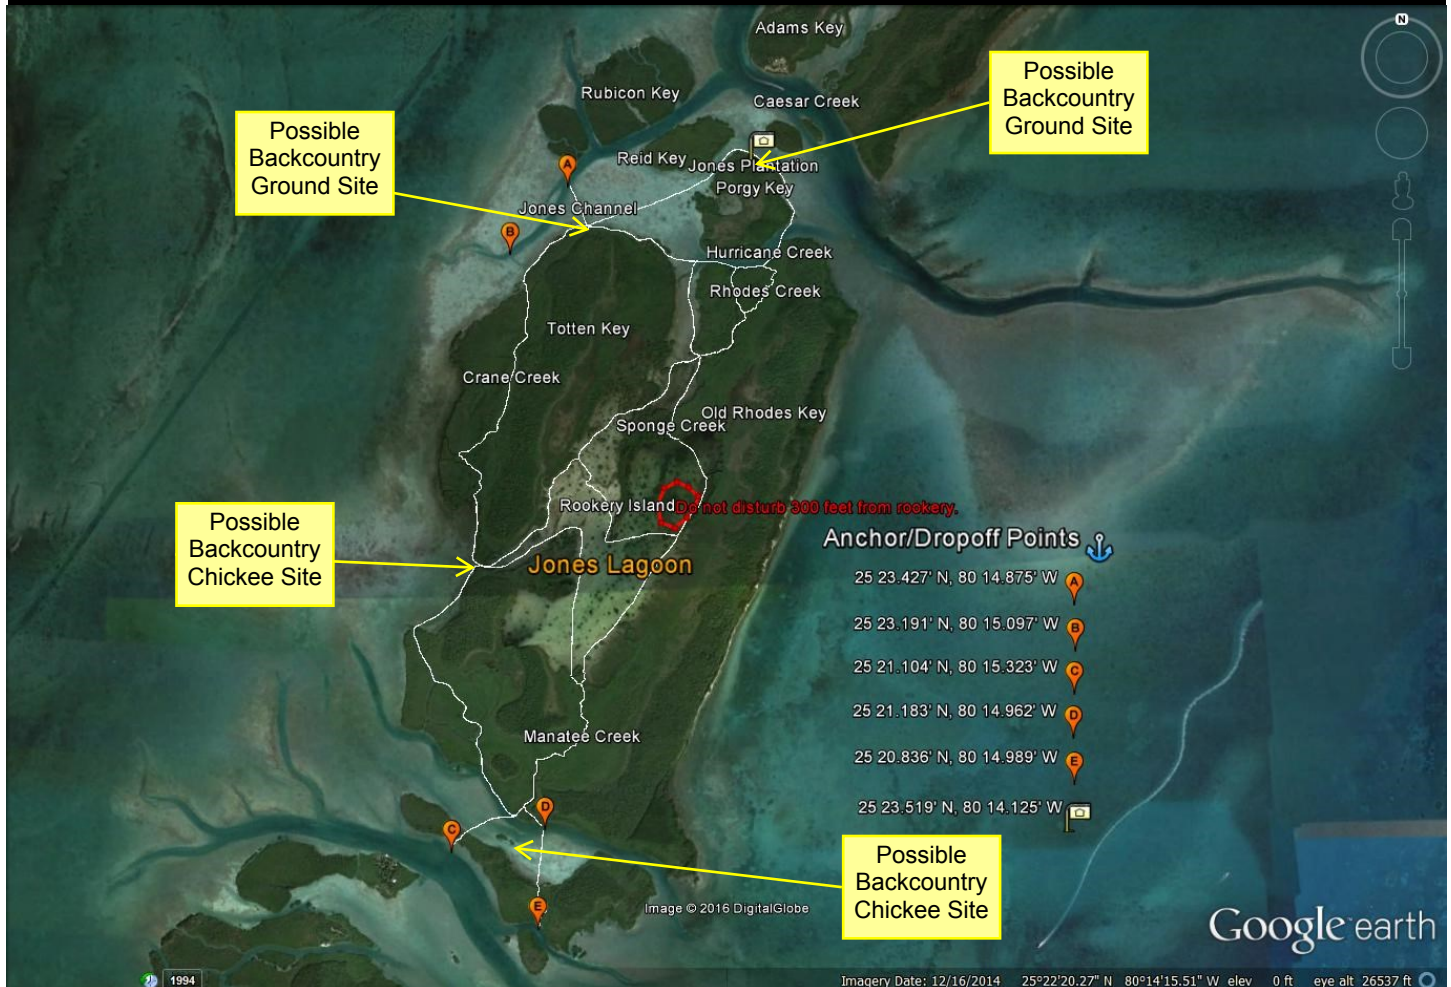 Adams Key
N
Rubicon Key
Caesar Creek
Possible
Backcountry
Ground Site
Possible
Backcountry
Ground Site
A
Reid Key
Jones Plantation
Porgy Key
Jones Channel
B
Hurricane Creek
Rhodes Creek
Totten Key
Crane Creek
Old Rhodes Key
Sponge Creek
Rookery Island
Do not disturb 300 feet from rookery.
Possible
Backcountry
Chickee Site
Jones Lagoon
Anchor/Dropoff Points
25 23.427' N, 80 14.875' W A
25 23.191' N, 80 15.097' W B
25 21.104' N, 80 15.323' W C
25 21.183' N, 80 14.962' W D
25 20.836' N, 80 14.989' W E
25 23.519' N, 80 14.125' W
Manatee Creek
D
C
E
Possible
Backcountry
Chickee Site
Image © 2016 DigitalGlobe
Google earth
1994
Imagery Date: 12/16/2014 25°22'20.27" N 80°14'15.51" W elev 0 ft eye alt 26537 ft